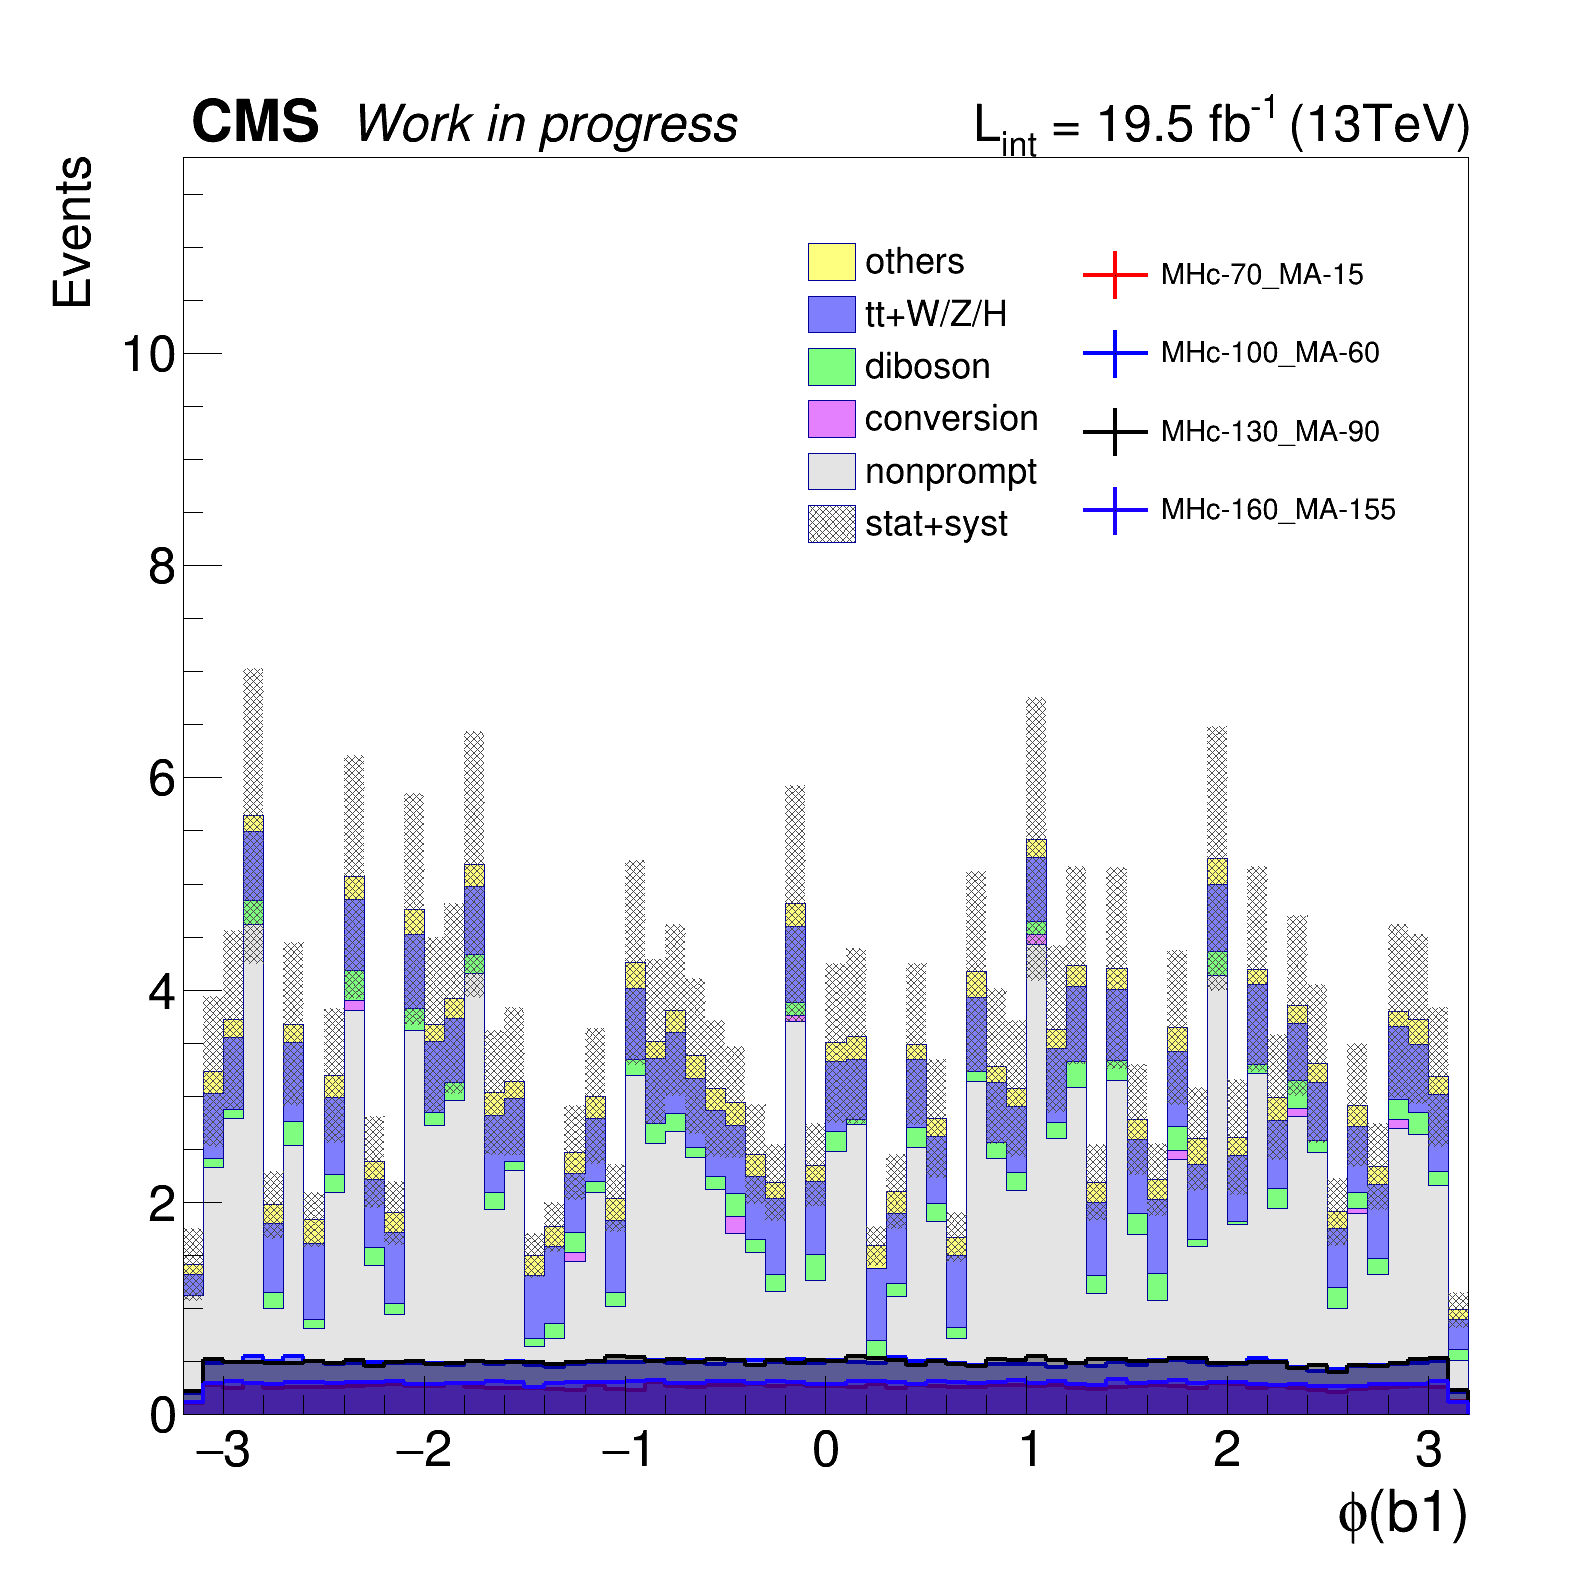 CMS Work in progress
L_int = 19.5 fb^-1 (13TeV)
Events
others
tt+W/Z/H
diboson
conversion
nonprompt
stat+syst
MHc-70_MA-15
MHc-100_MA-60
MHc-130_MA-90
MHc-160_MA-155
10
8
6
4
2
0
−3 −2 −1 0 1 2 3
ϕ(b1)